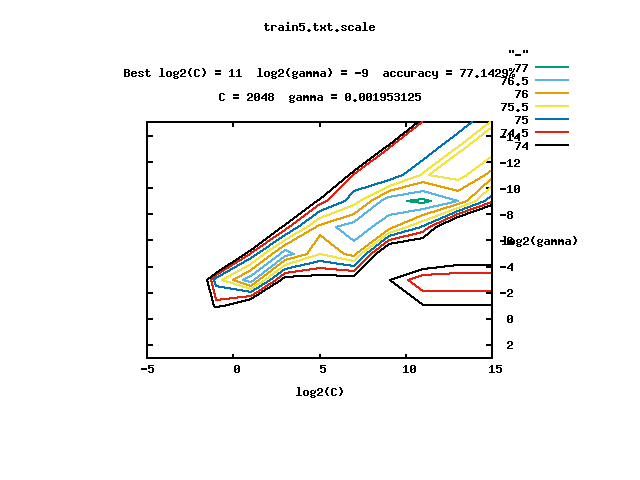 train5.txt.scale
"-"
Best log2(C) = 11  log2(gamma) = -9  accuracy = 77.1429%
C = 2048  gamma = 0.001953125
77
76.5
76
75.5
75
74.5
74
-14
-12
-10
-8
-6
log2(gamma)
-4
-2
0
2
-5 0 5 10 15
log2(C)